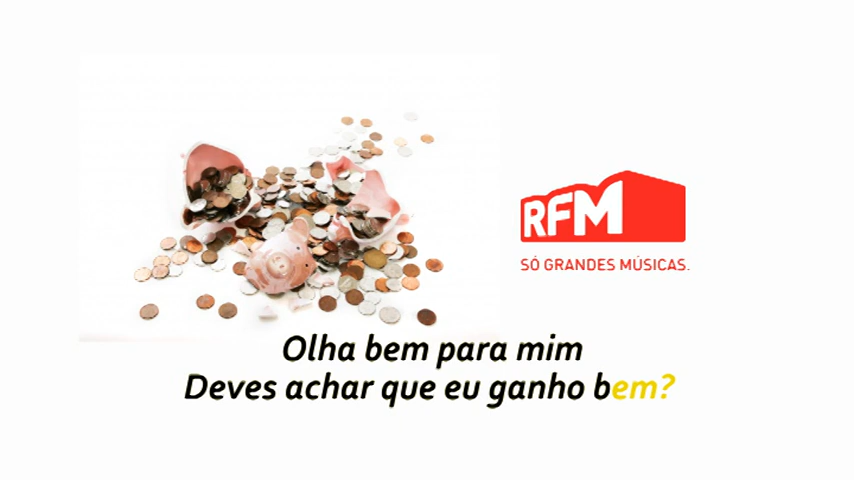 RFM
SÓ GRANDES MÚSICAS.
Olha bem para mim
Deves achar que eu ganho bem?